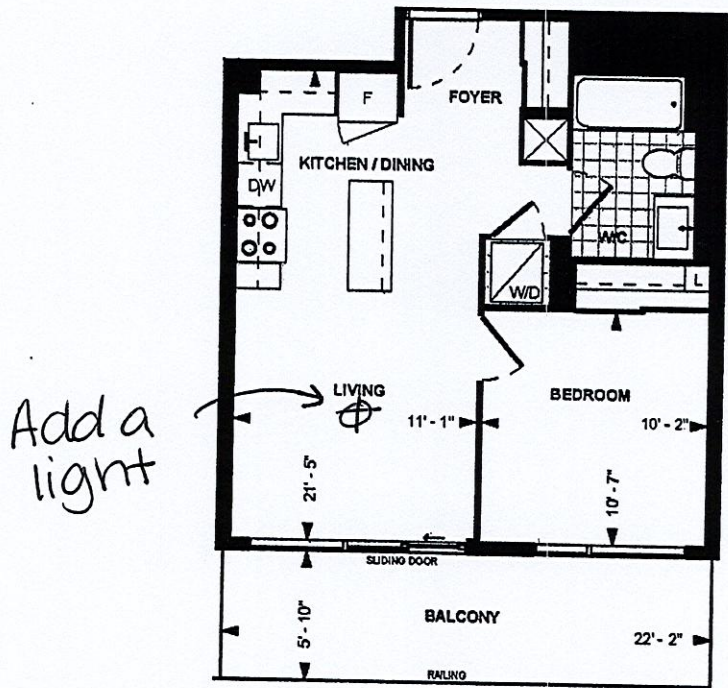 FOYER
F
KITCHEN / DINING
DW
W/C
W/D
L
LIVING
BEDROOM
Add a
light
11' - 1"
10' - 2"
21' - 5"
10' - 7"
SLIDING DOOR
BALCONY
5' - 10"
22' - 2"
RAILING